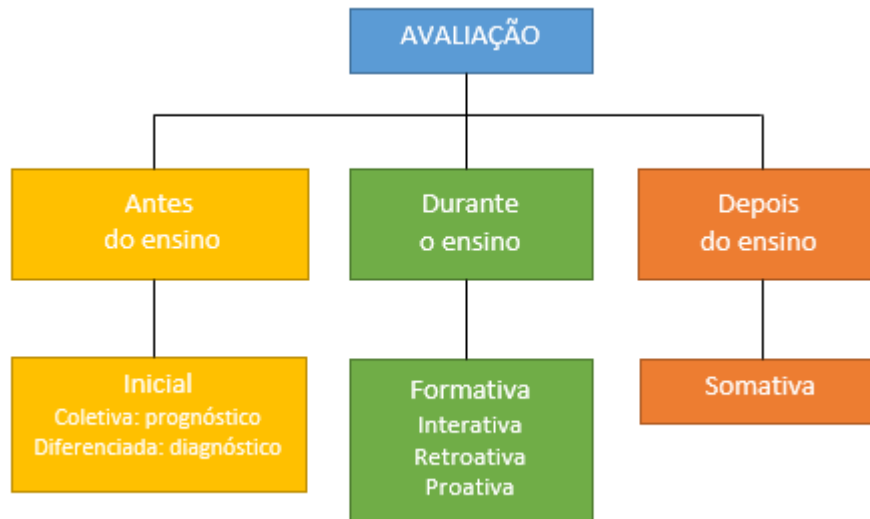 AVALIAÇÃO
Antes
do ensino
Durante
o ensino
Depois
do ensino
Inicial
Coletiva: prognóstico
Diferenciada: diagnóstico
Formativa
Interativa
Retroativa
Proativa
Somativa